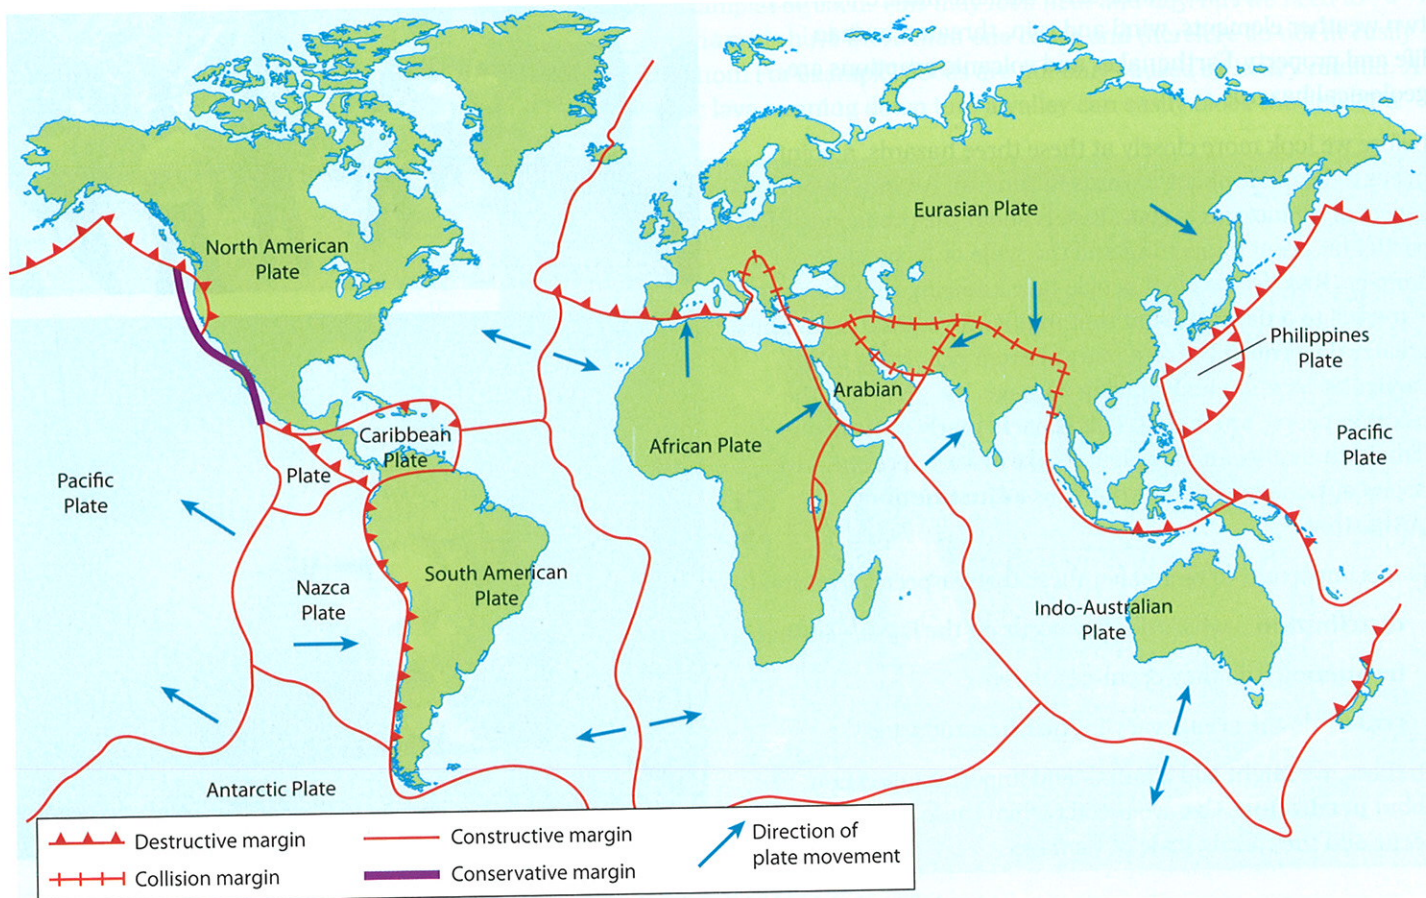 North American
Plate
Eurasian Plate
Philippines
Plate
Arabian
Caribbean
Plate
African Plate
Pacific
Plate
Plate
Pacific
Plate
South American
Plate
Nazca
Plate
Indo-Australian
Plate
Antarctic Plate
Destructive margin
Constructive margin
Direction of
plate movement
Collision margin
Conservative margin